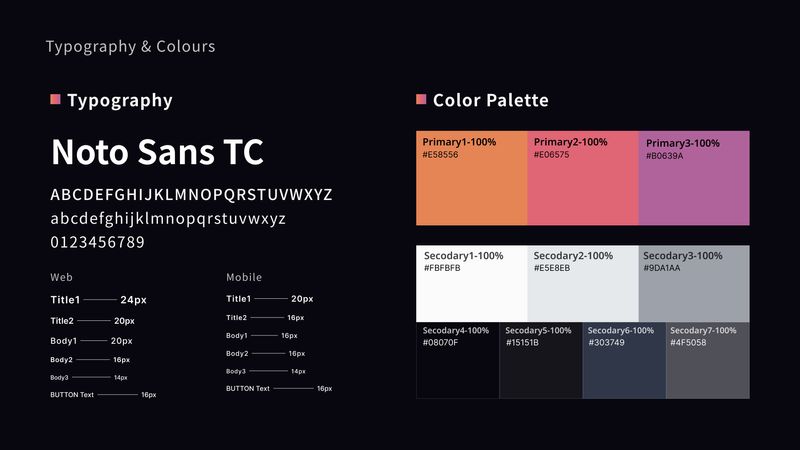 Typography & Colours
Typography
Noto Sans TC
ABCDEFGHIJKLMNOPQRSTUVWXYZ
abcdefghijklmnopqrstuvwxyz
0123456789
Web
Title1 24px
Title2 20px
Body1 20px
Body2 16px
Body3 14px
BUTTON Text 16px
Mobile
Title1 20px
Title2 16px
Body1 16px
Body2 16px
Body3 14px
BUTTON Text 16px
Color Palette
Primary1-100%
#E58556
Primary2-100%
#E06575
Primary3-100%
#B0639A
Secodary1-100%
#FBFBFB
Secodary2-100%
#E5E8EB
Secodary3-100%
#9DA1AA
Secodary4-100%
#08070F
Secodary5-100%
#15151B
Secodary6-100%
#303749
Secodary7-100%
#4F5058